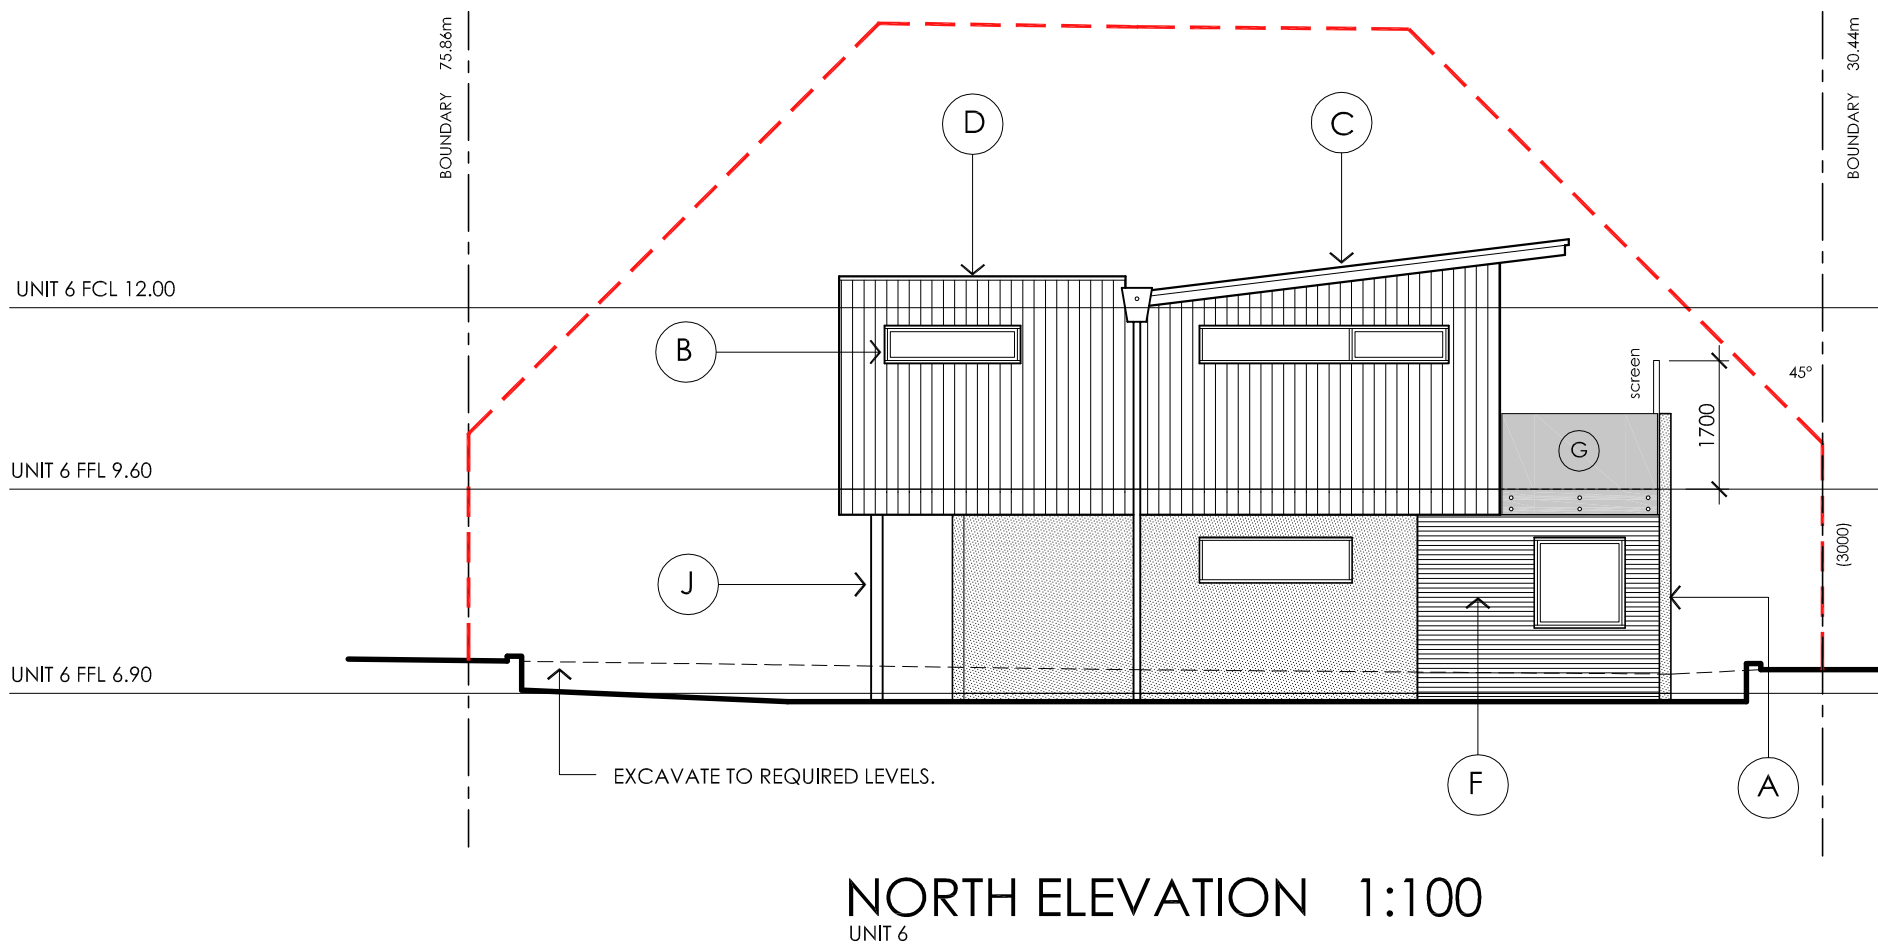 BOUNDARY 75.86m
BOUNDARY 30.44m
D
C
UNIT 6 FCL 12.00
B
screen
45°
1700
G
UNIT 6 FFL 9.60
(3000)
J
UNIT 6 FFL 6.90
EXCAVATE TO REQUIRED LEVELS.
F
A
NORTH ELEVATION 1:100
UNIT 6